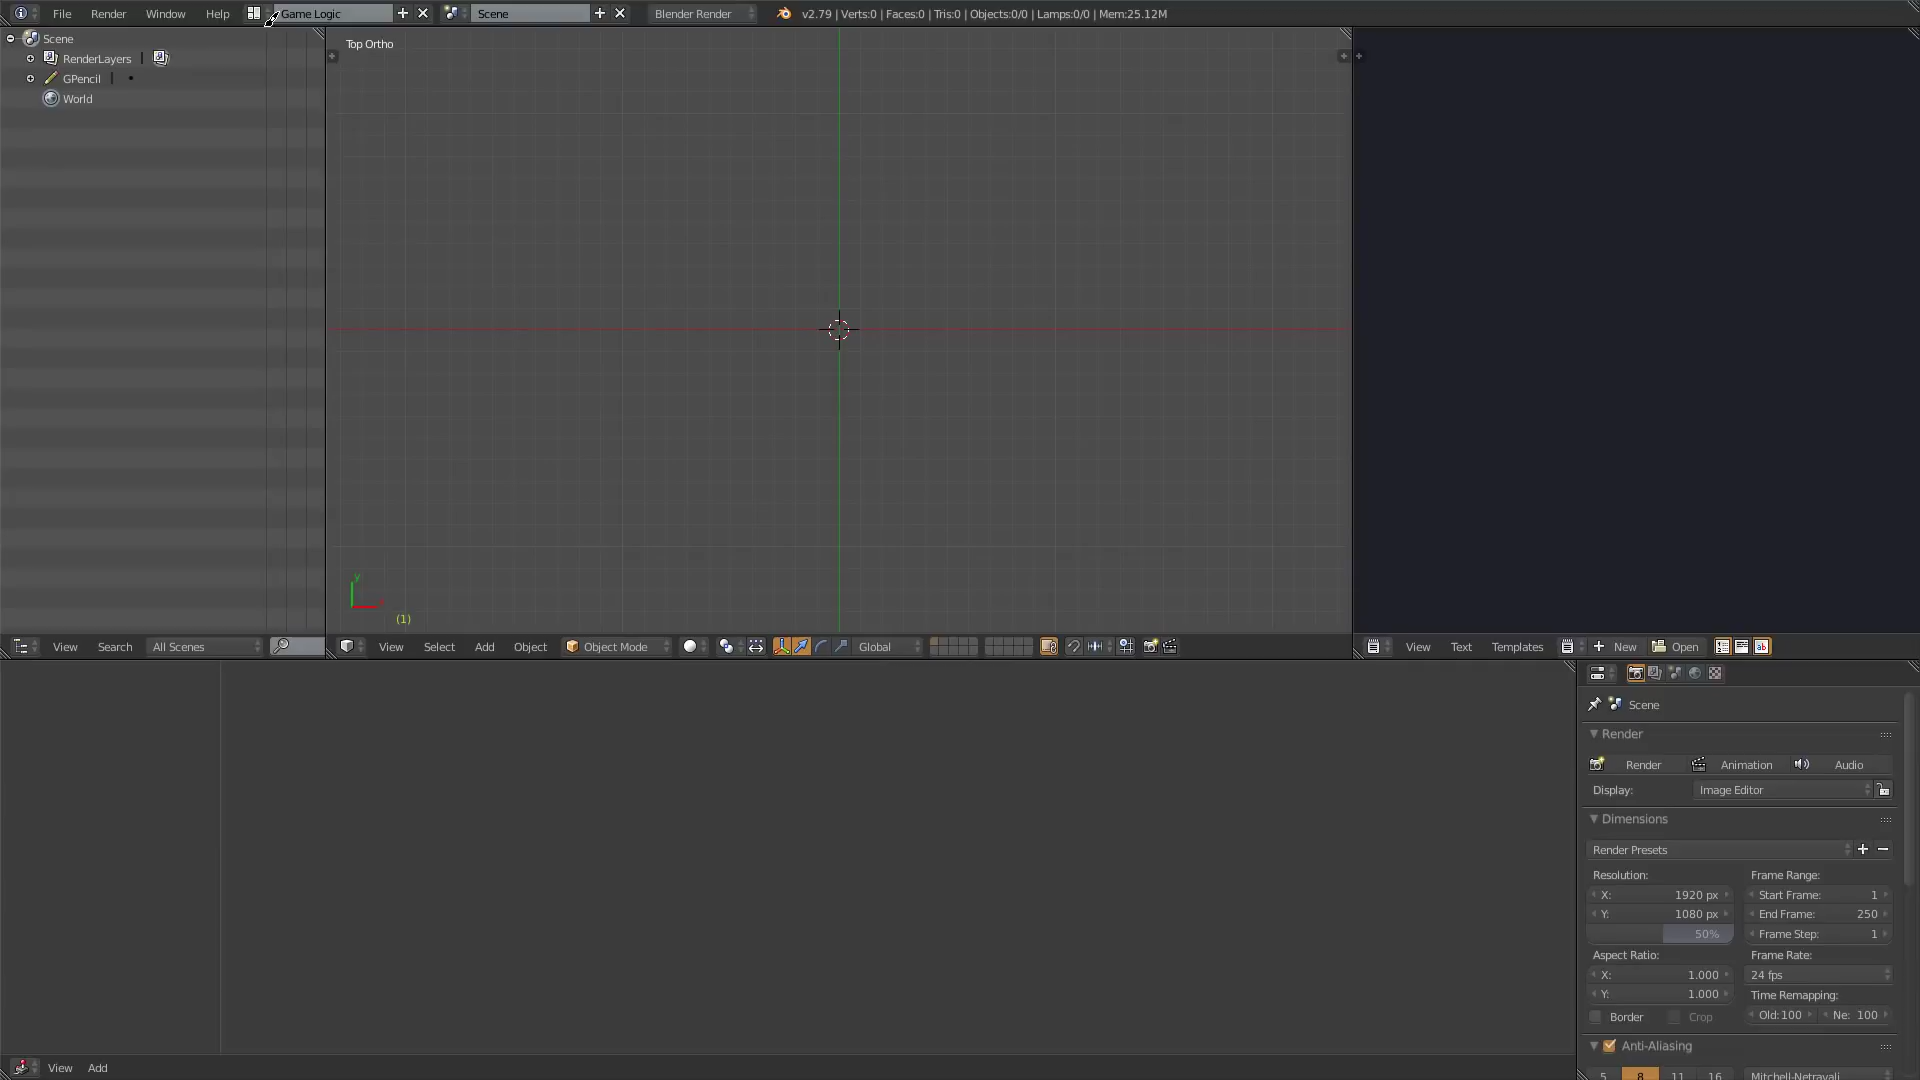 File Render Window Help Game Logic Scene Blender Render v2.79 | Verts:0 | Faces:0 | Tris:0 | Objects:0/0 | Lamps:0/0 | Mem:25.12M
Scene
RenderLayers |
GPencil |
World
Top Ortho
y
(1)
View Search All Scenes
View Select Add Object Object Mode Global
View Text Templates New Open
Scene
Render
Render Animation Audio
Display: Image Editor
Dimensions
Render Presets
Resolution: Frame Range:
X: 1920 px Start Frame: 1
Y: 1080 px End Frame: 250
50% Frame Step: 1
Aspect Ratio: Frame Rate:
X: 1.000 24 fps
Y: 1.000 Time Remapping:
Border Crop Old:100 Ne: 100
Anti-Aliasing
5 8 11 16 Mitchell-Netravali
View Add